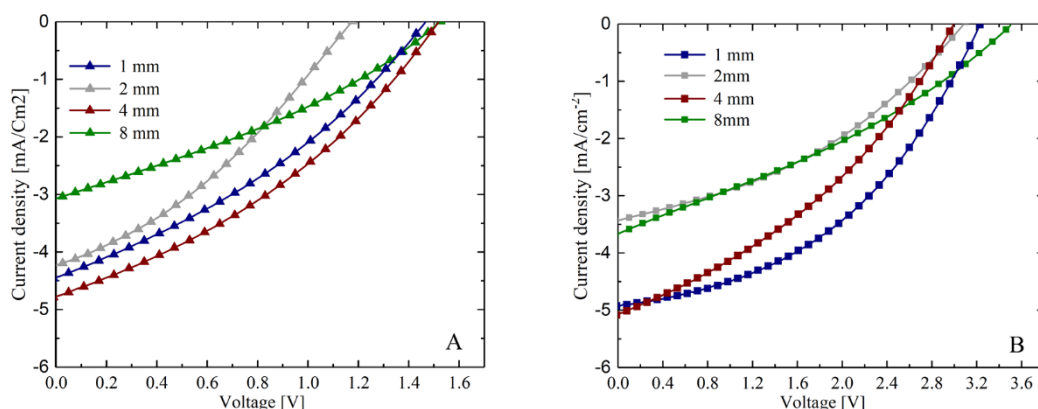 Current density [mA/Cm2]
0
-1
-2
-3
-4
-5
-6
1 mm
2 mm
4 mm
8 mm
A
0.0 0.2 0.4 0.6 0.8 1.0 1.2 1.4 1.6
Voltage [V]
Current density [mA/cm⁻²]
0
-1
-2
-3
-4
-5
-6
1 mm
2mm
4 mm
8mm
B
0.0 0.4 0.8 1.2 1.6 2.0 2.4 2.8 3.2 3.6
Voltage [V]